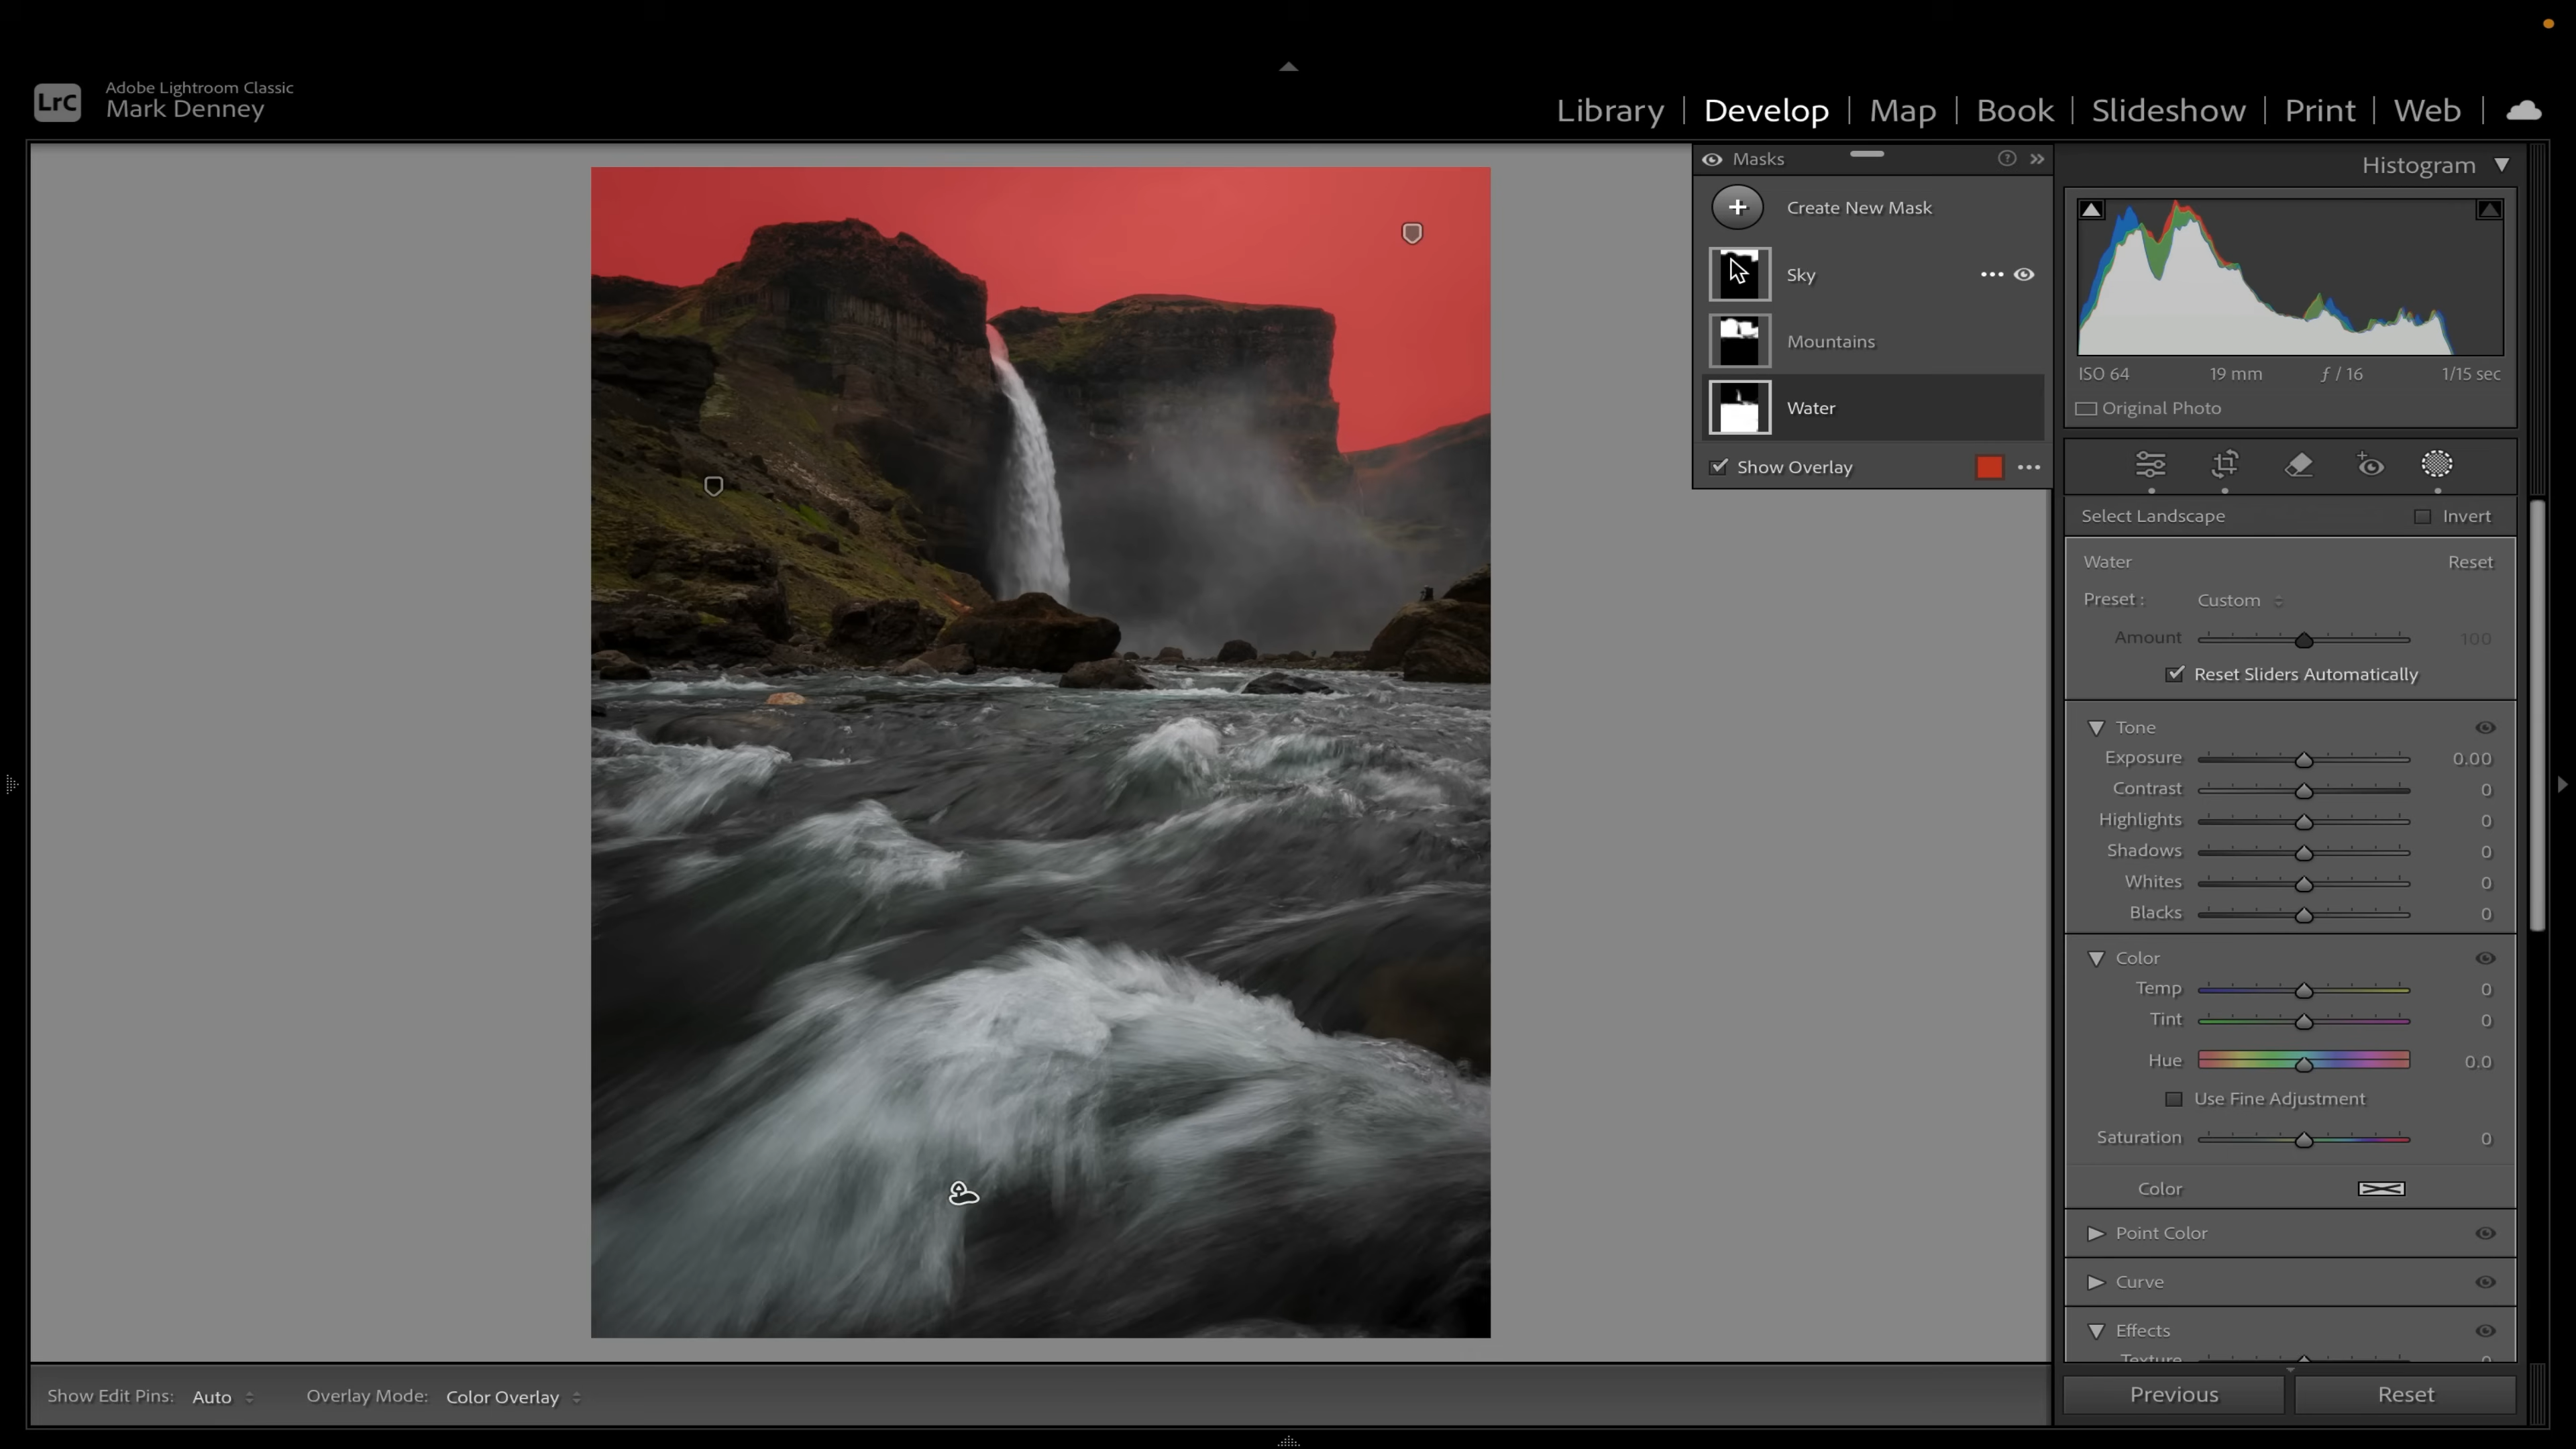 LrC
Adobe Lightroom Classic
Mark Denney
Library | Develop | Map | Book | Slideshow | Print | Web
Masks
Create New Mask
Sky
Mountains
Water
Show Overlay
Histogram
ISO 64 19 mm ƒ / 16 1/15 sec
Original Photo
Select Landscape Invert
Water Reset
Preset : Custom
Amount 100
Reset Sliders Automatically
Tone
Exposure 0.00
Contrast 0
Highlights 0
Shadows 0
Whites 0
Blacks 0
Color
Temp 0
Tint 0
Hue 0.0
Use Fine Adjustment
Saturation 0
Color
Point Color
Curve
Effects
Texture 0
Previous Reset
Show Edit Pins: Auto Overlay Mode: Color Overlay